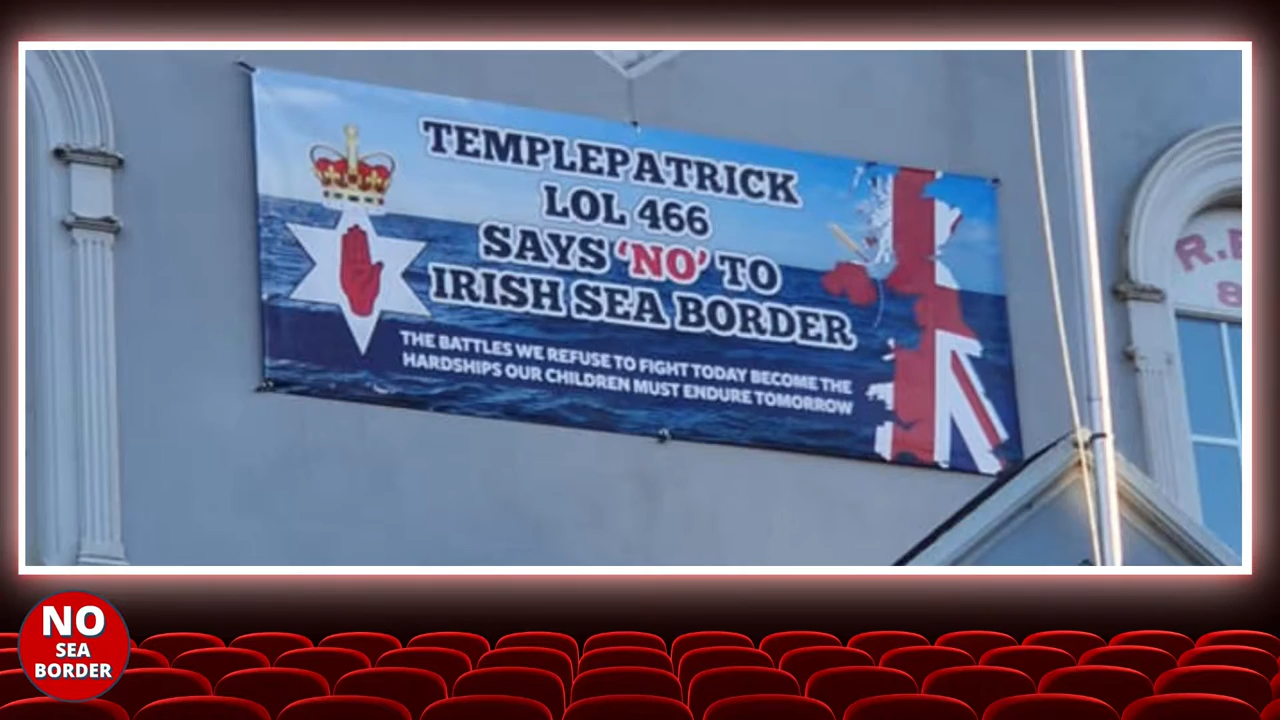 TEMPLEPATRICK
LOL 466
SAYS ‘NO’ TO
IRISH SEA BORDER
THE BATTLES WE REFUSE TO FIGHT TODAY BECOME THE
HARDSHIPS OUR CHILDREN MUST ENDURE TOMORROW
NO
SEA
BORDER